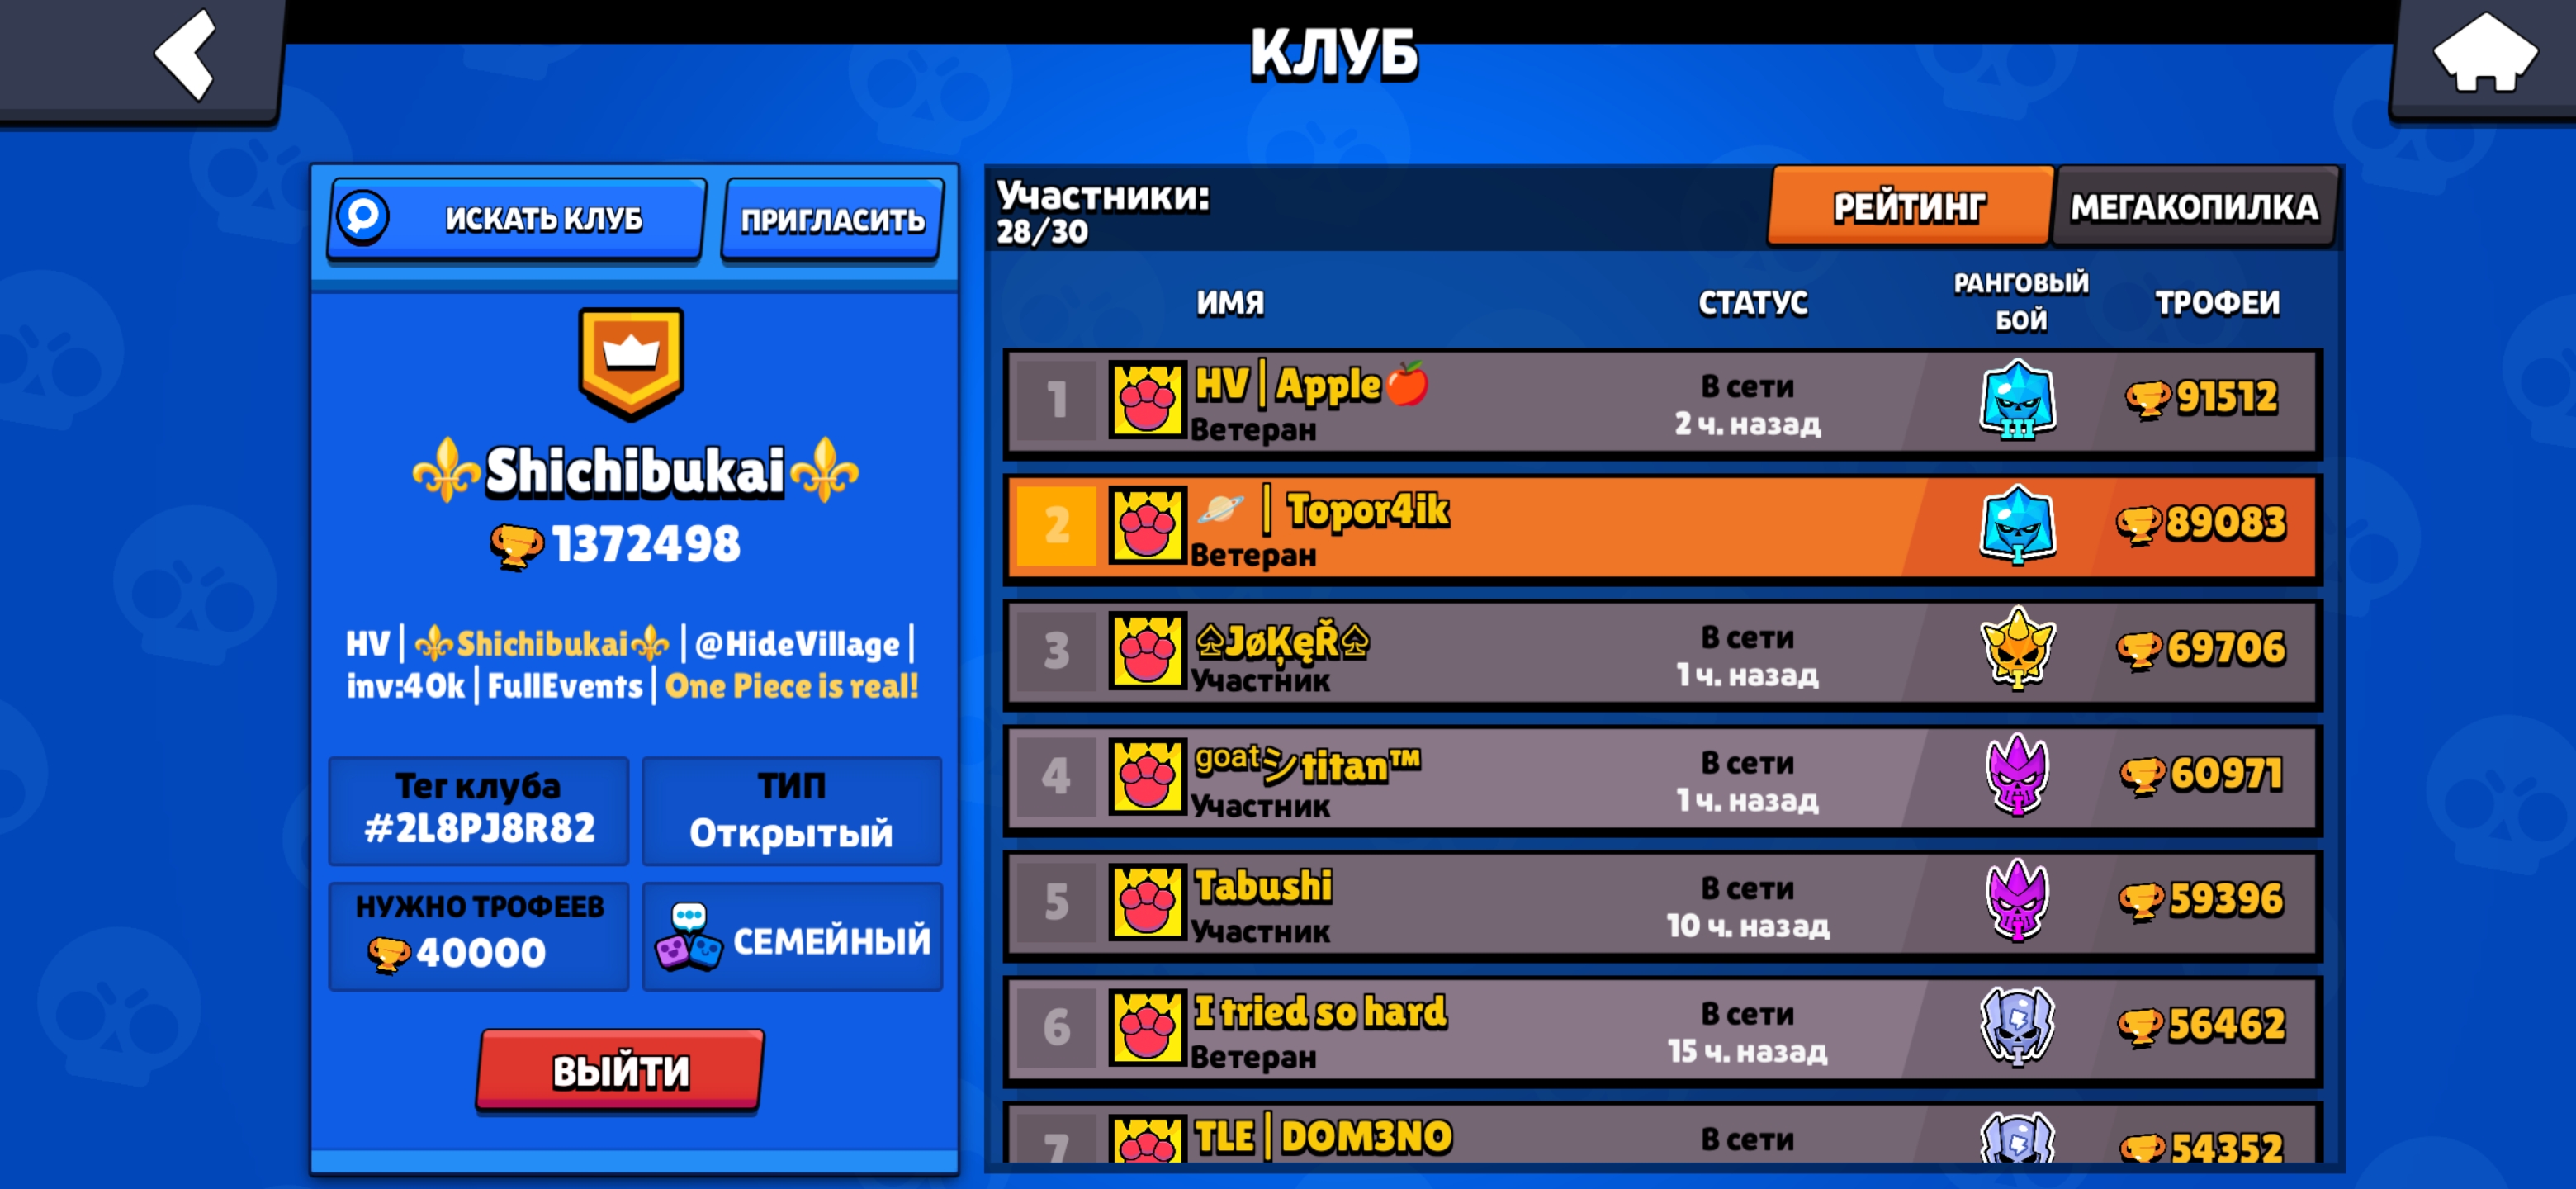 КЛУБ
ИСКАТЬ КЛУБ
ПРИГЛАСИТЬ
⚜️Shichibukai⚜️
1372498
HV | ⚜️Shichibukai⚜️ | @HideVillage |
inv:40k | FullEvents | One Piece is real!
Тег клуба
#2L8PJ8R82
ТИП
Открытый
НУЖНО ТРОФЕЕВ
40000
СЕМЕЙНЫЙ
ВЫЙТИ
Участники:
28/30
РЕЙТИНГ
МЕГАКОПИЛКА
ИМЯ
СТАТУС
РАНГОВЫЙ
БОЙ
ТРОФЕИ
1
HV | Apple🍎
Ветеран
В сети
2 ч. назад
III
91512
2
🪐 | Topor4ik
Ветеран
I
89083
3
♤JøĶęŘ♤
Участник
В сети
1 ч. назад
I
69706
4
ᵍᵒᵃᵗシtitan™
Участник
В сети
1 ч. назад
I
60971
5
Tabushi
Участник
В сети
10 ч. назад
I
59396
6
I tried so hard
Ветеран
В сети
15 ч. назад
I
56462
7
TLE | DOM3NO
В сети
54352